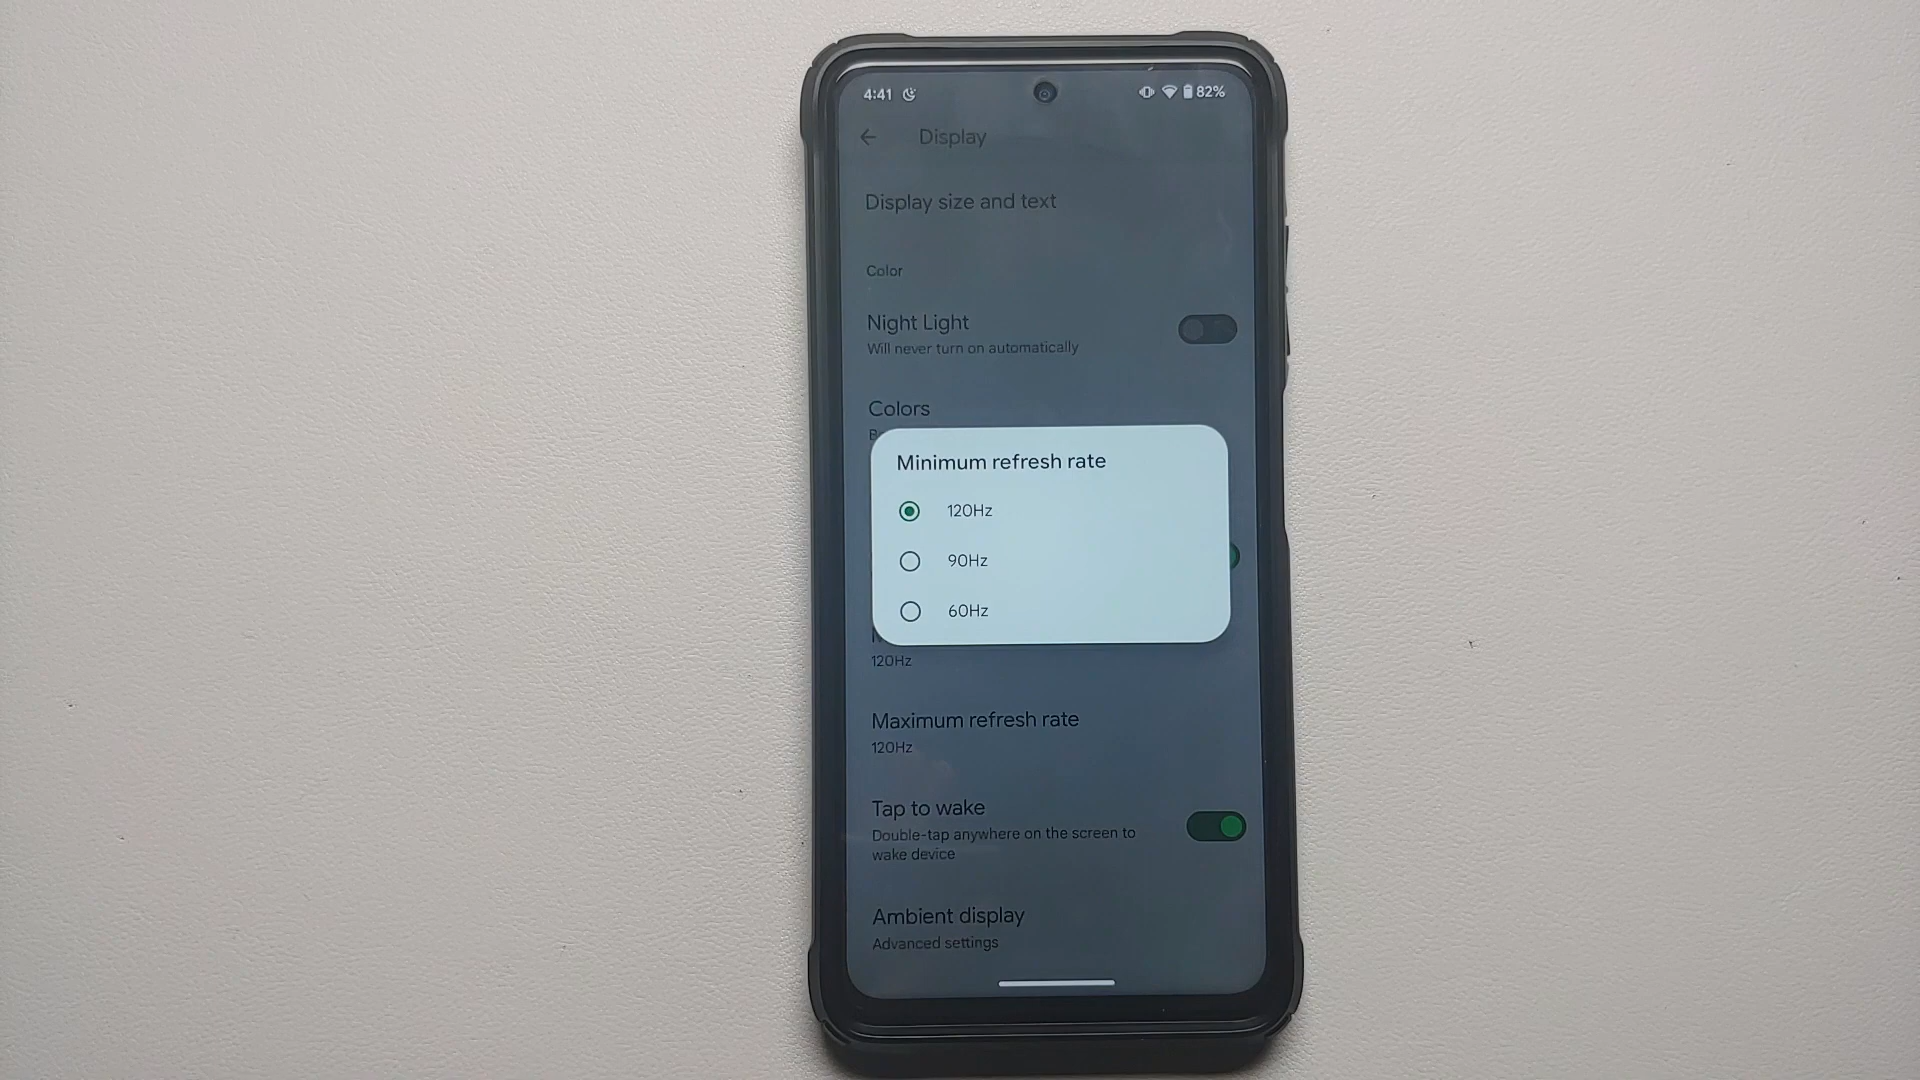 4:41
82%
Display
Display size and text
Color
Night Light
Will never turn on automatically
Colors
Minimum refresh rate
120Hz
90Hz
60Hz
120Hz
Maximum refresh rate
120Hz
Tap to wake
Double-tap anywhere on the screen to
wake device
Ambient display
Advanced settings